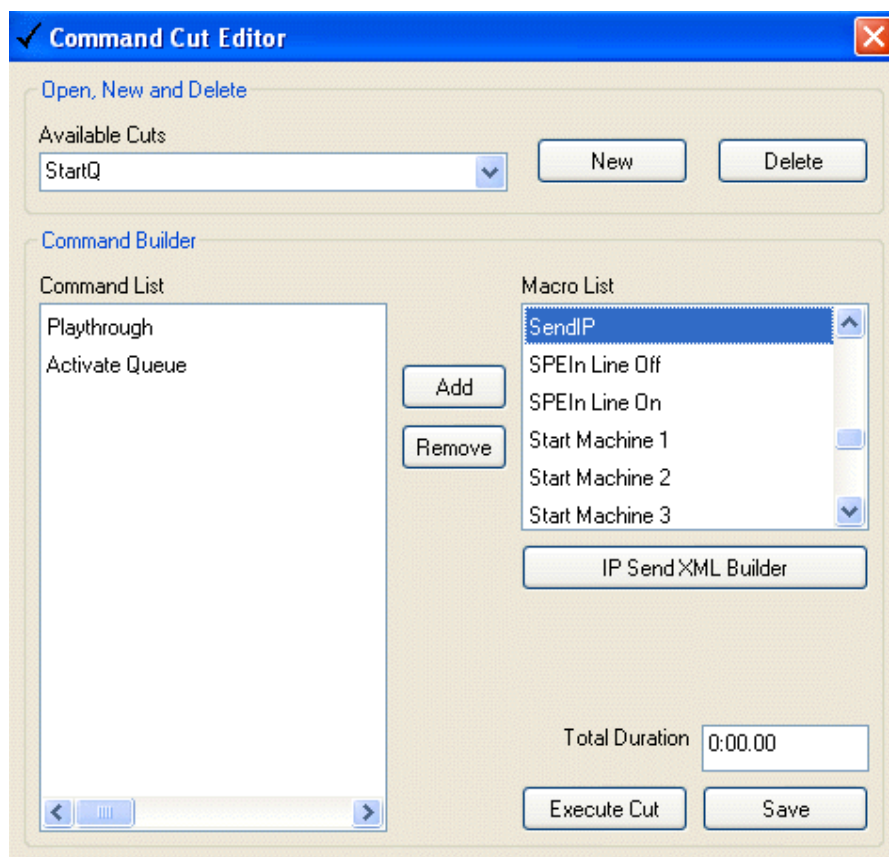 Command Cut Editor
Open, New and Delete
Available Cuts
StartQ
New
Delete
Command Builder
Command List
Macro List
Playthrough
Activate Queue
Add
Remove
SendIP
SPEIn Line Off
SPEIn Line On
Start Machine 1
Start Machine 2
Start Machine 3
IP Send XML Builder
Total Duration 0:00.00
Execute Cut
Save